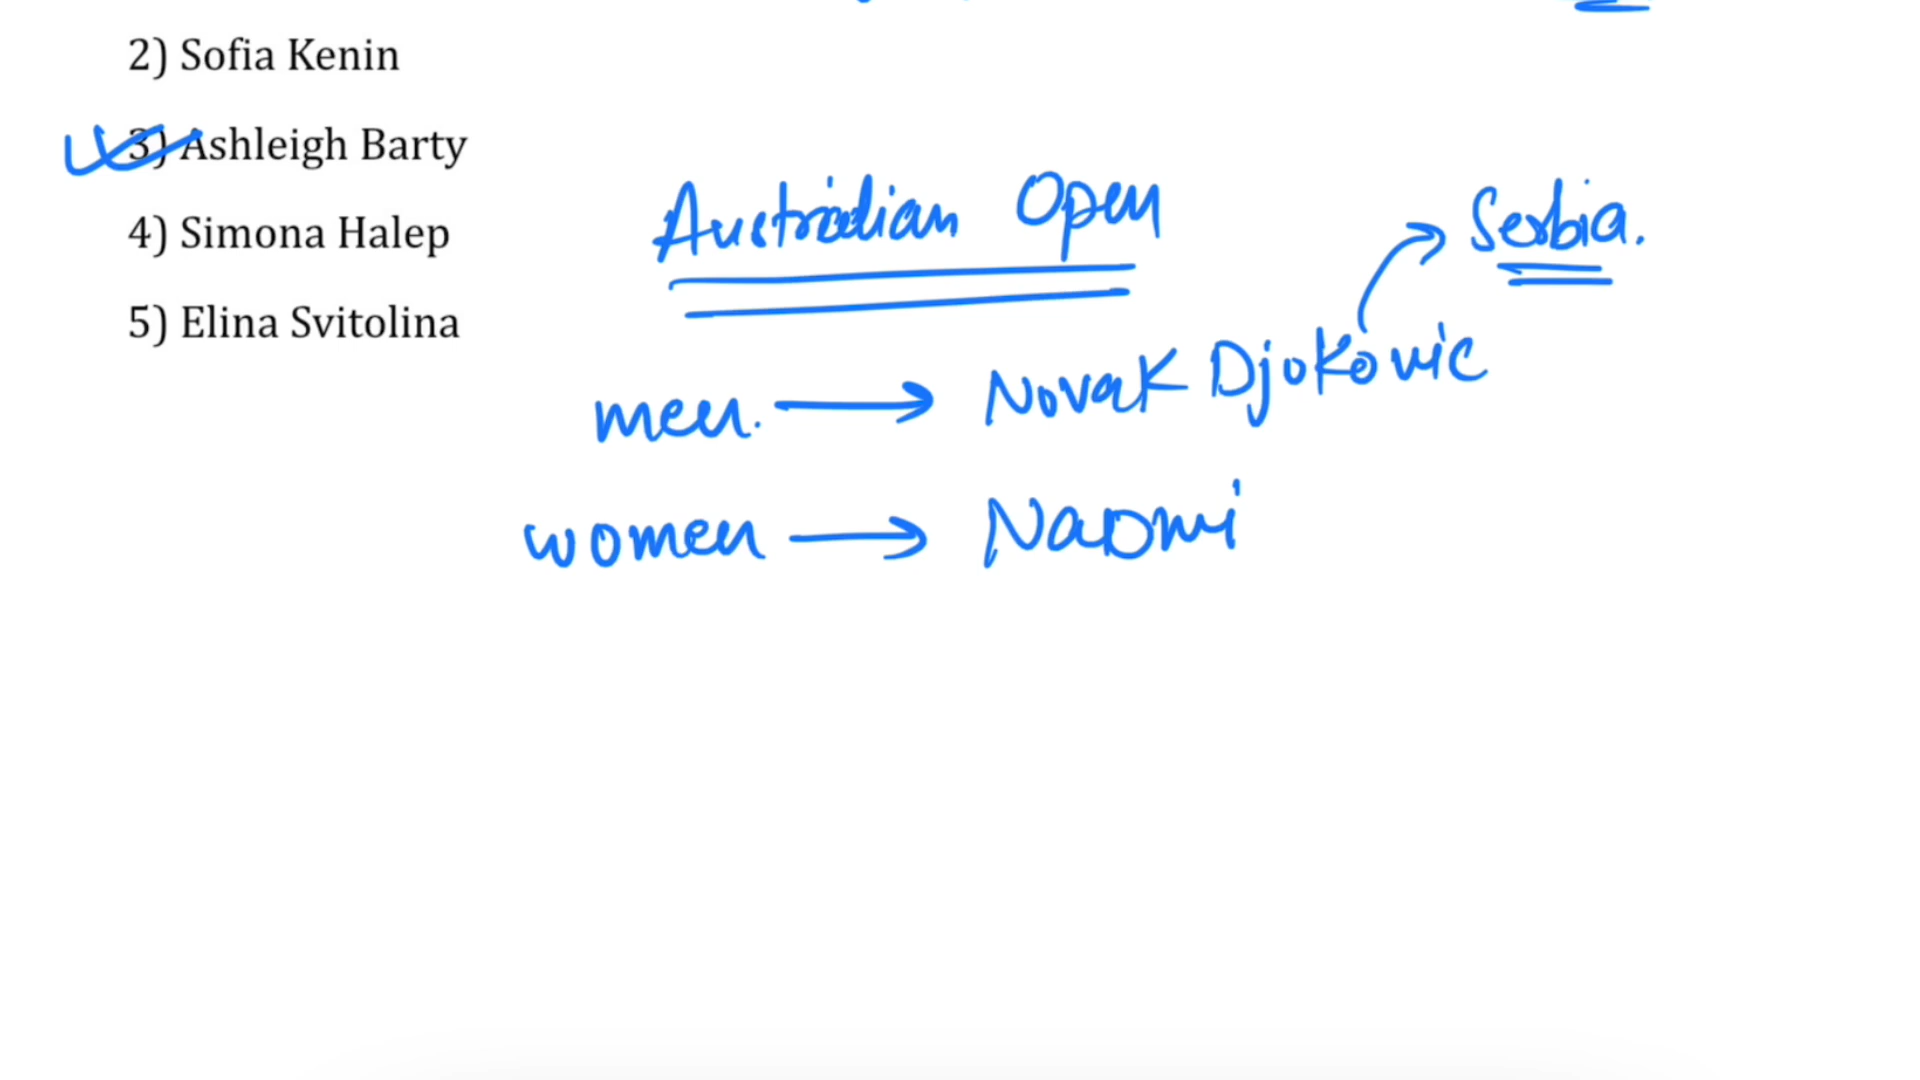 2) Sofia Kenin
3) Ashleigh Barty
4) Simona Halep
5) Elina Svitolina
Australian Open
Serbia.
men. → Novak Djokovic
women → Naomi